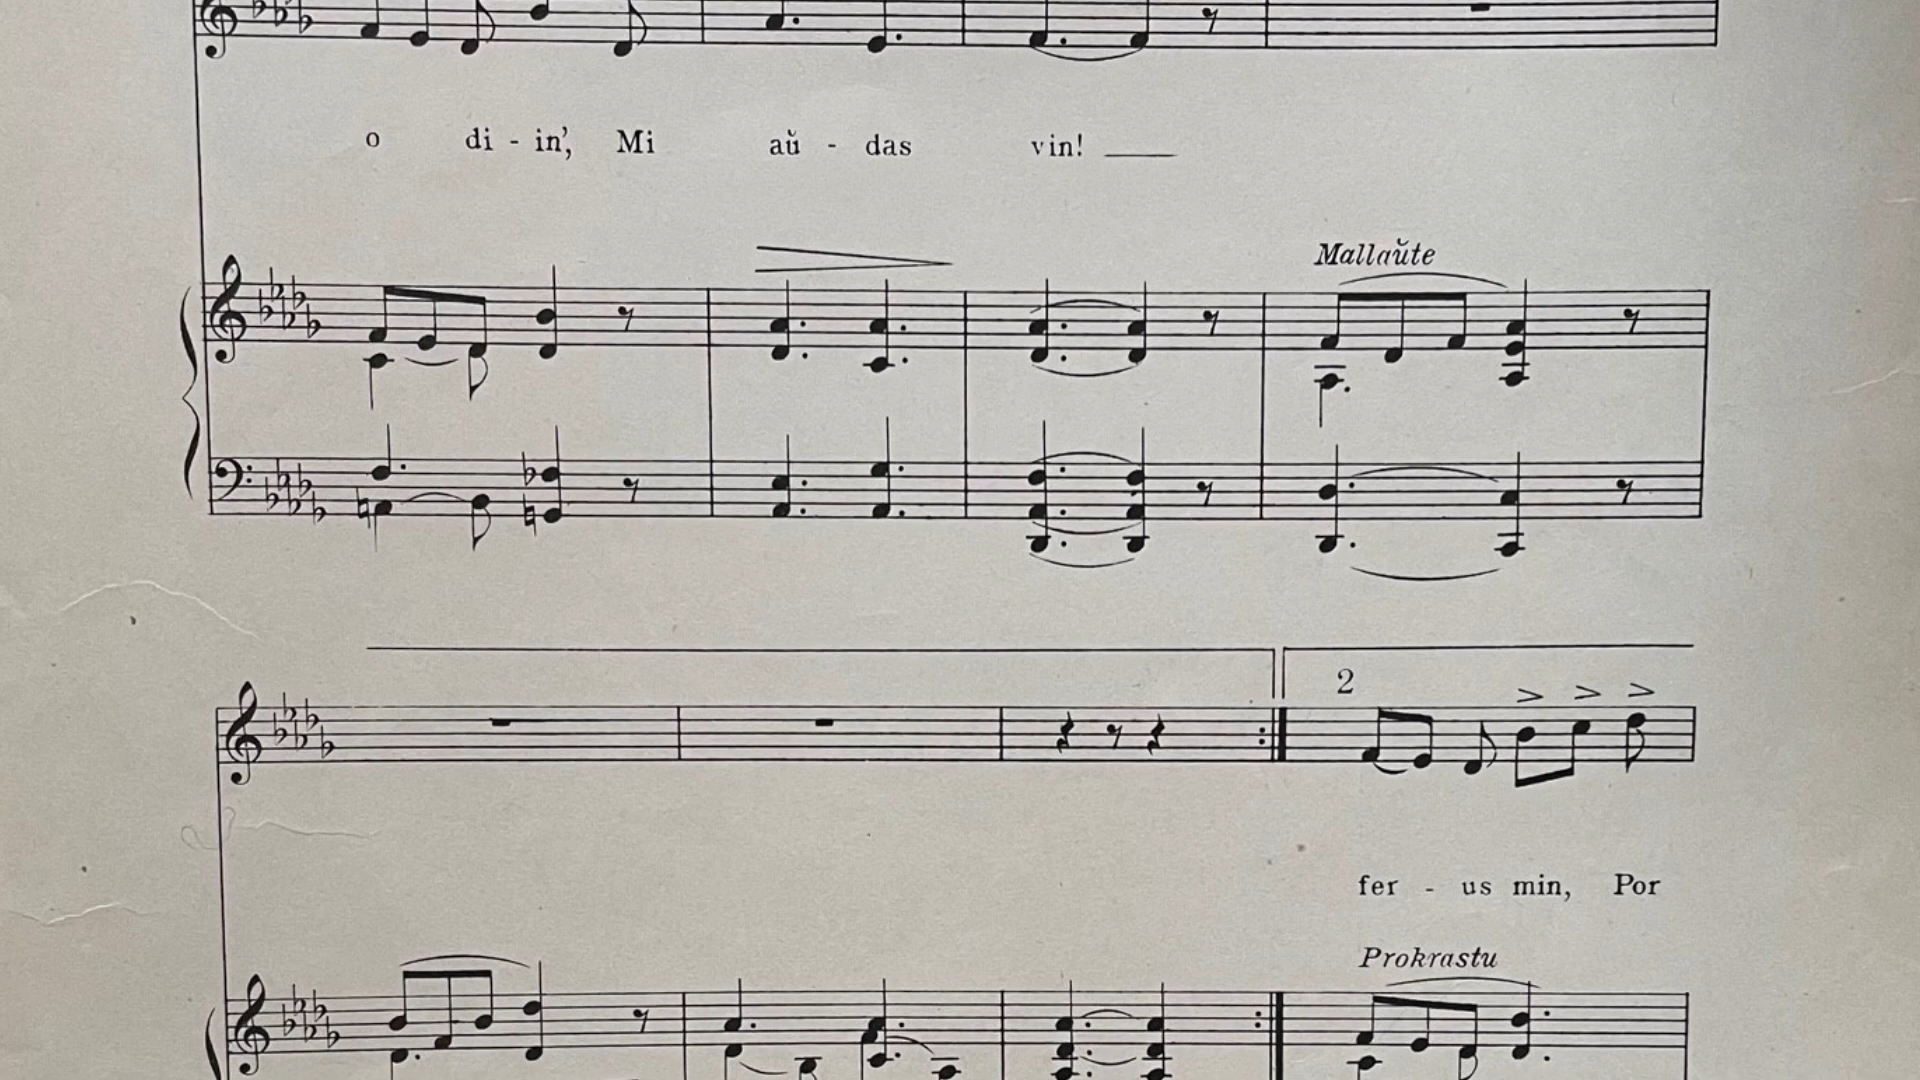 o di - in', Mi aŭ - das vin!
Mallaŭte
2
fer - us min, Por
Prokrastu